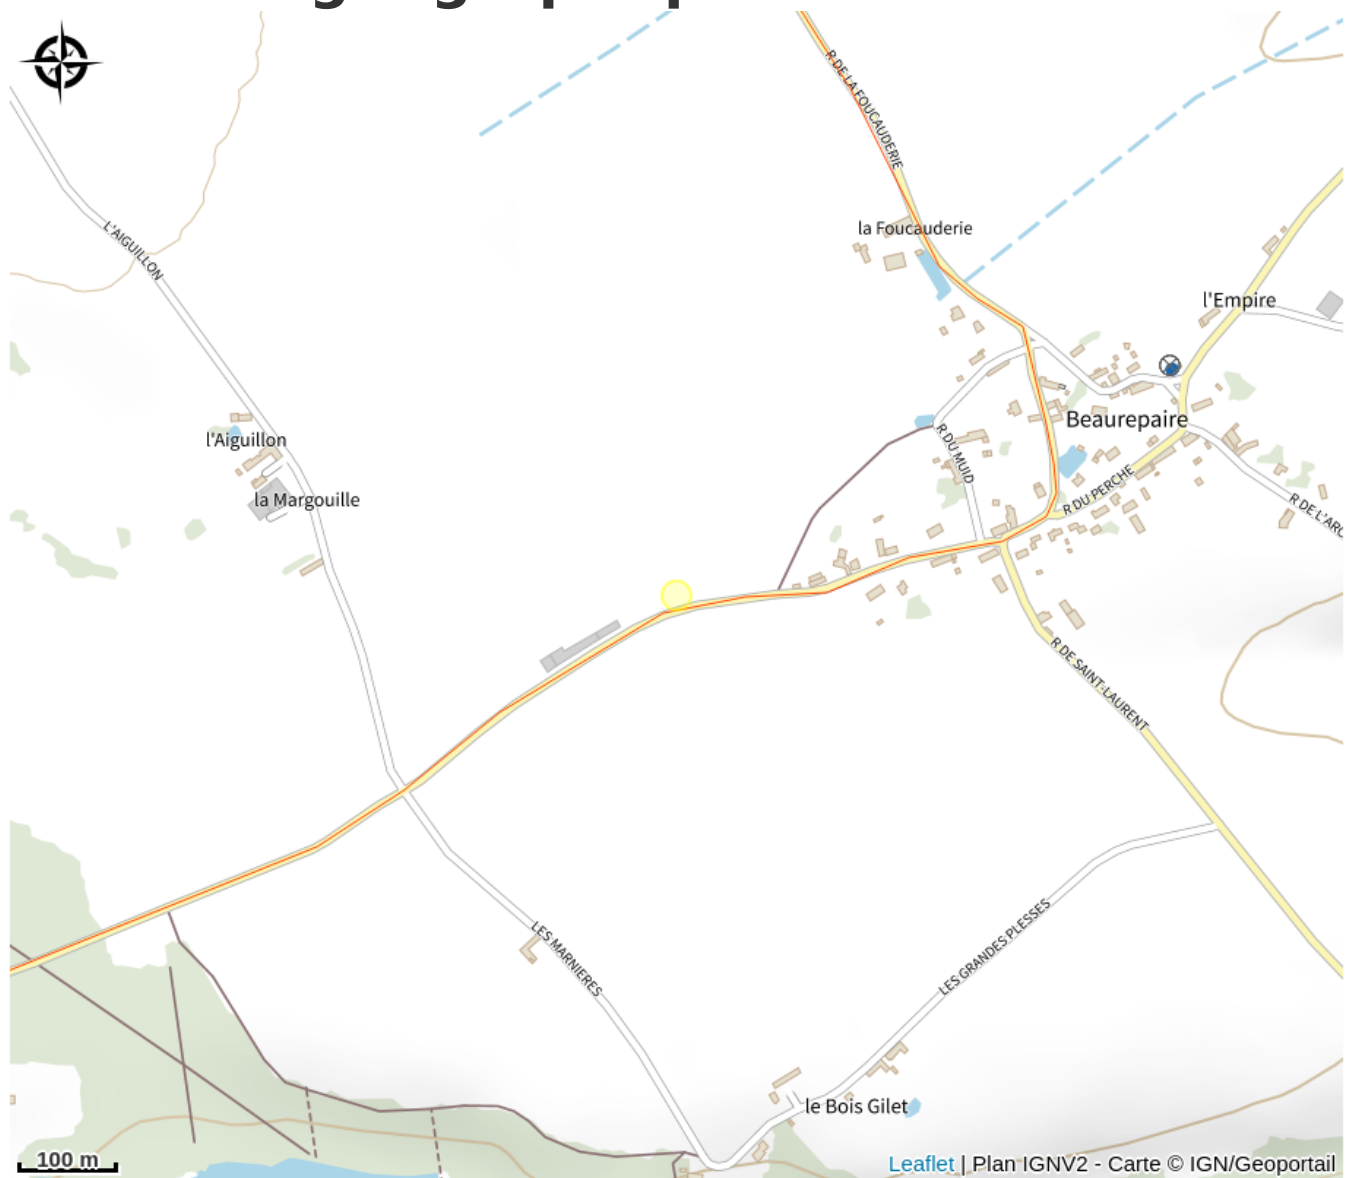 R DE LA FOUCAUDERIE
la Foucauderie
L'AIGUILLON
l'Empire
Beaurepaire
l'Aiguillon
R DU MUID
R DU PERCHE
la Margouille
R DE L'ARC
R DE SAINT-LAURENT
LES MARNIERES
LES GRANDES PLESSES
le Bois Gilet
100 m
Leaflet | Plan IGNV2 - Carte © IGN/Geoportail